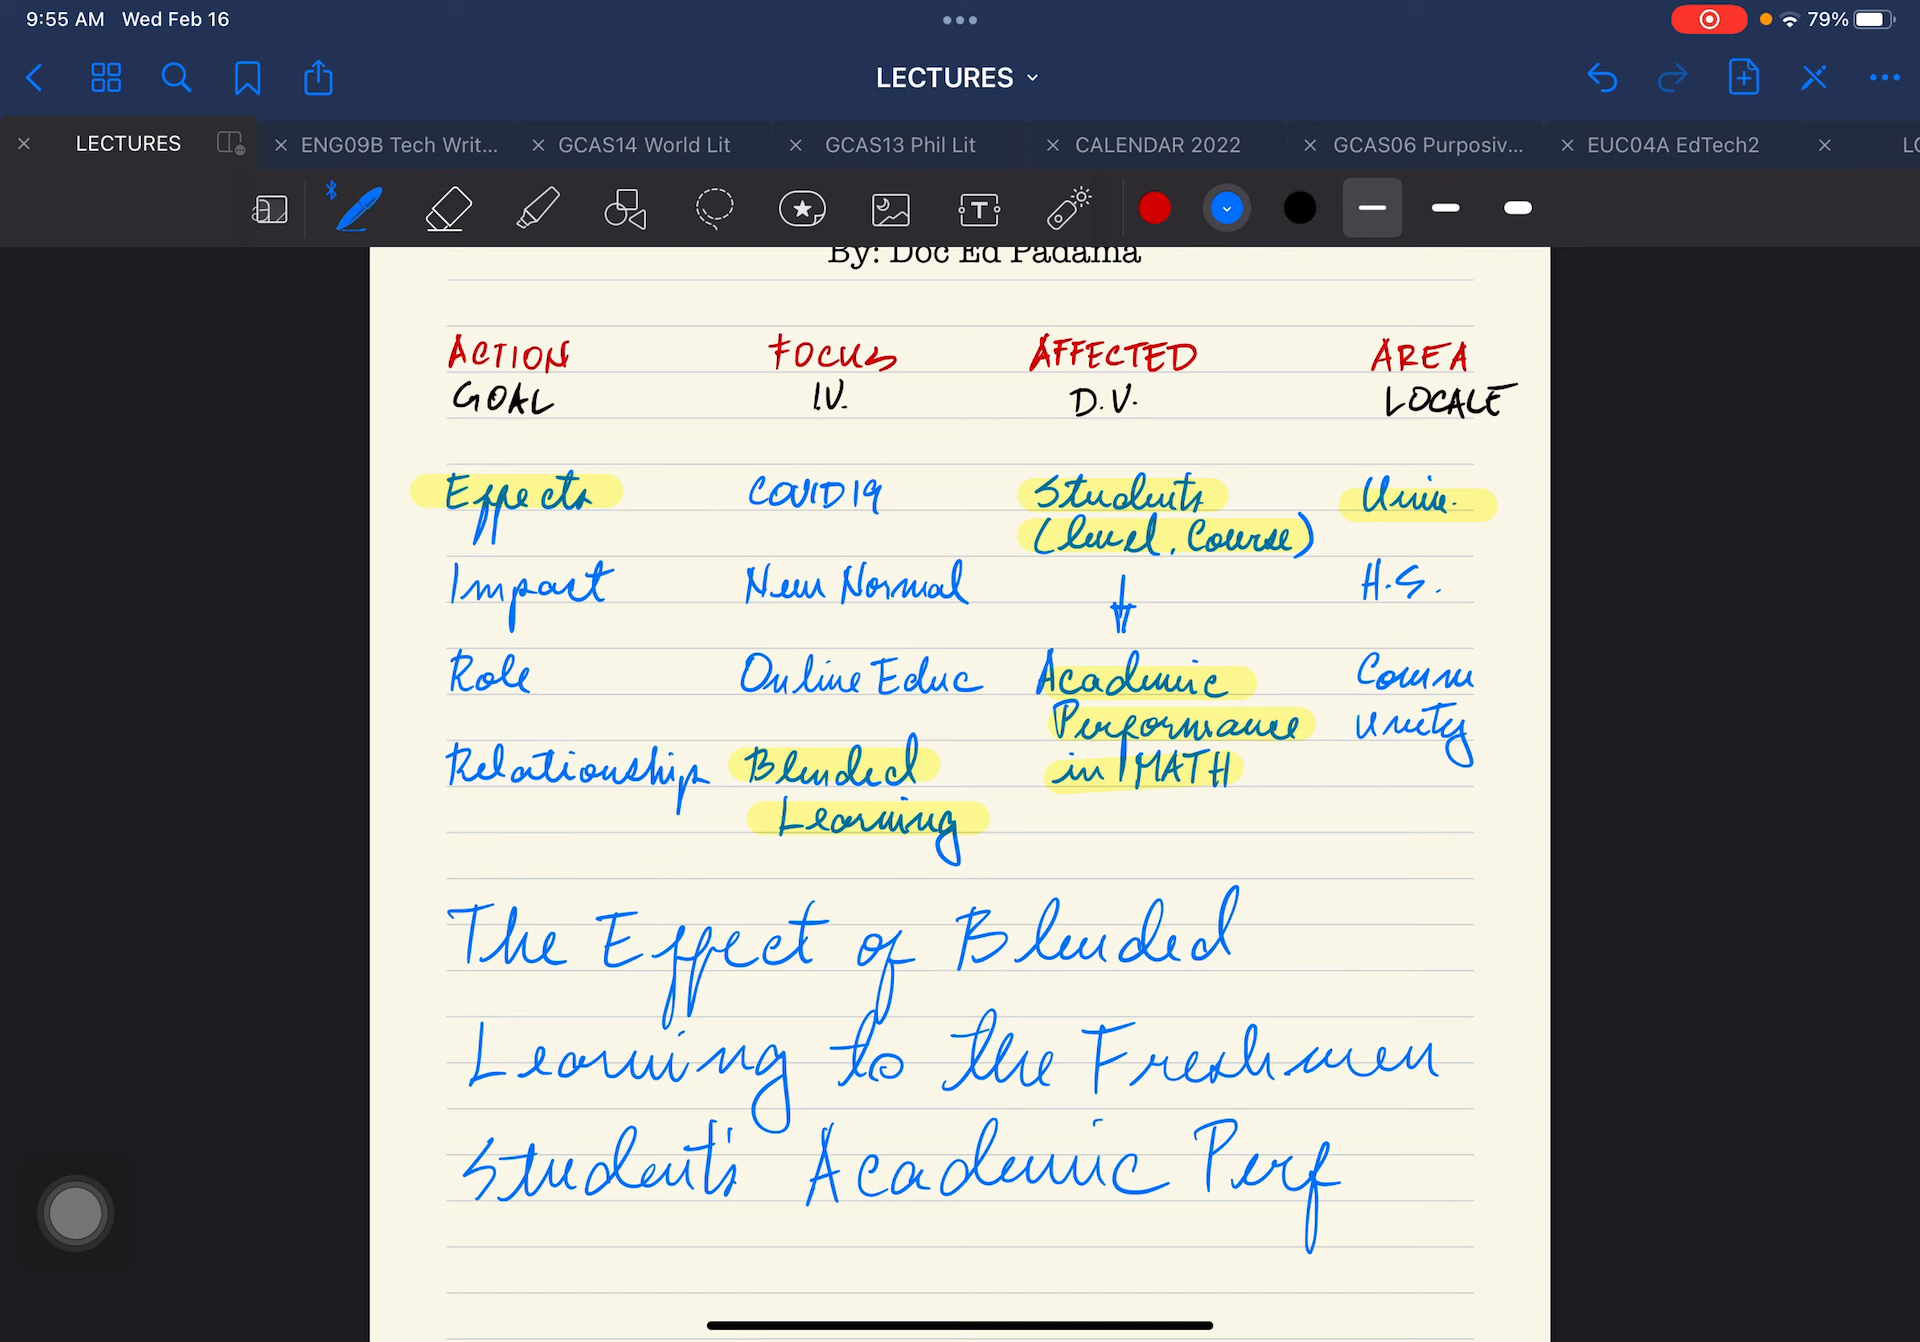 9:55 AM Wed Feb 16
79%
LECTURES
LECTURES ENG09B Tech Writ... GCAS14 World Lit GCAS13 Phil Lit CALENDAR 2022 GCAS06 Purposiv... EUC04A EdTech2
By: Doc Ed Padama
ACTION FOCUS AFFECTED AREA
GOAL I.V. D.V. LOCALE
Effects COVID19 Students Univ.
(level, Course)
Impact New Normal H.S.
Role Online Educ Academic Comm
Performance unity
Relationship Blended in MATH
Learning
The Effect of Blended
Learning to the Freshmen
Students' Academic Perf